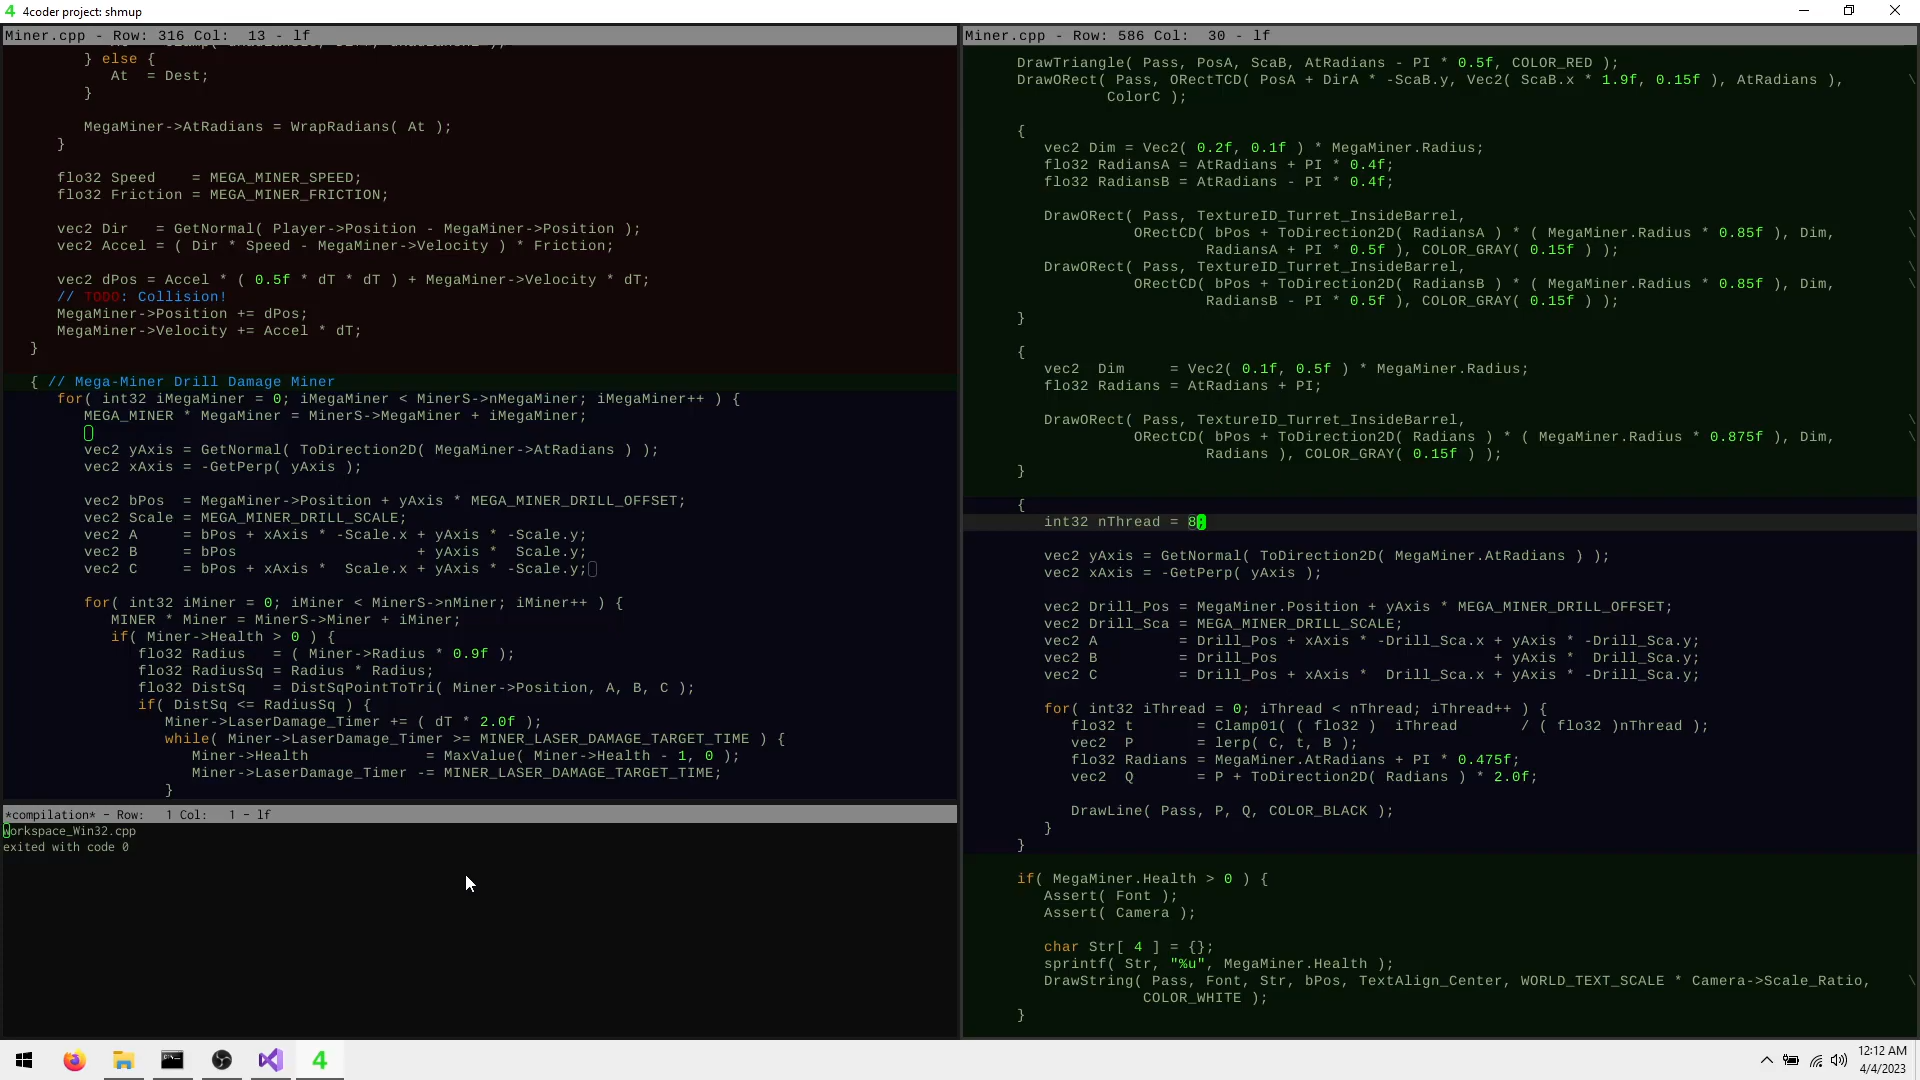 4 4coder project: shmup
Miner.cpp - Row: 316 Col:  13 - lf
} else {
At  = Dest;
}
MegaMiner->AtRadians = WrapRadians( At );
}
flo32 Speed    = MEGA_MINER_SPEED;
flo32 Friction = MEGA_MINER_FRICTION;
vec2 Dir   = GetNormal( Player->Position - MegaMiner->Position );
vec2 Accel = ( Dir * Speed - MegaMiner->Velocity ) * Friction;
vec2 dPos = Accel * ( 0.5f * dT * dT ) + MegaMiner->Velocity * dT;
// TODO: Collision!
MegaMiner->Position += dPos;
MegaMiner->Velocity += Accel * dT;
}
{ // Mega-Miner Drill Damage Miner
for( int32 iMegaMiner = 0; iMegaMiner < MinerS->nMegaMiner; iMegaMiner++ ) {
MEGA_MINER * MegaMiner = MinerS->MegaMiner + iMegaMiner;
vec2 yAxis = GetNormal( ToDirection2D( MegaMiner->AtRadians ) );
vec2 xAxis = -GetPerp( yAxis );
vec2 bPos  = MegaMiner->Position + yAxis * MEGA_MINER_DRILL_OFFSET;
vec2 Scale = MEGA_MINER_DRILL_SCALE;
vec2 A     = bPos + xAxis * -Scale.x + yAxis * -Scale.y;
vec2 B     = bPos                    + yAxis *  Scale.y;
vec2 C     = bPos + xAxis *  Scale.x + yAxis * -Scale.y;
for( int32 iMiner = 0; iMiner < MinerS->nMiner; iMiner++ ) {
MINER * Miner = MinerS->Miner + iMiner;
if( Miner->Health > 0 ) {
flo32 Radius   = ( Miner->Radius * 0.9f );
flo32 RadiusSq = Radius * Radius;
flo32 DistSq   = DistSqPointToTri( Miner->Position, A, B, C );
if( DistSq <= RadiusSq ) {
Miner->LaserDamage_Timer += ( dT * 2.0f );
while( Miner->LaserDamage_Timer >= MINER_LASER_DAMAGE_TARGET_TIME ) {
Miner->Health             = MaxValue( Miner->Health - 1, 0 );
Miner->LaserDamage_Timer -= MINER_LASER_DAMAGE_TARGET_TIME;
}
*compilation* - Row:   1 Col:   1 - lf
workspace_Win32.cpp
exited with code 0
Miner.cpp - Row: 586 Col:  30 - lf
DrawTriangle( Pass, PosA, ScaB, AtRadians - PI * 0.5f, COLOR_RED );
DrawORect( Pass, ORectTCD( PosA + DirA * -ScaB.y, Vec2( ScaB.x * 1.9f, 0.15f ), AtRadians ), \
ColorC );
{
vec2 Dim = Vec2( 0.2f, 0.1f ) * MegaMiner.Radius;
flo32 RadiansA = AtRadians + PI * 0.4f;
flo32 RadiansB = AtRadians - PI * 0.4f;
DrawORect( Pass, TextureID_Turret_InsideBarrel, \
ORectCD( bPos + ToDirection2D( RadiansA ) * ( MegaMiner.Radius * 0.85f ), Dim, \
RadiansA + PI * 0.5f ), COLOR_GRAY( 0.15f ) );
DrawORect( Pass, TextureID_Turret_InsideBarrel, \
ORectCD( bPos + ToDirection2D( RadiansB ) * ( MegaMiner.Radius * 0.85f ), Dim, \
RadiansB - PI * 0.5f ), COLOR_GRAY( 0.15f ) );
}
{
vec2  Dim     = Vec2( 0.1f, 0.5f ) * MegaMiner.Radius;
flo32 Radians = AtRadians + PI;
DrawORect( Pass, TextureID_Turret_InsideBarrel, \
ORectCD( bPos + ToDirection2D( Radians ) * ( MegaMiner.Radius * 0.875f ), Dim, \
Radians ), COLOR_GRAY( 0.15f ) );
}
{
int32 nThread = 8;
vec2 yAxis = GetNormal( ToDirection2D( MegaMiner.AtRadians ) );
vec2 xAxis = -GetPerp( yAxis );
vec2 Drill_Pos = MegaMiner.Position + yAxis * MEGA_MINER_DRILL_OFFSET;
vec2 Drill_Sca = MEGA_MINER_DRILL_SCALE;
vec2 A         = Drill_Pos + xAxis * -Drill_Sca.x + yAxis * -Drill_Sca.y;
vec2 B         = Drill_Pos                        + yAxis *  Drill_Sca.y;
vec2 C         = Drill_Pos + xAxis *  Drill_Sca.x + yAxis * -Drill_Sca.y;
for( int32 iThread = 0; iThread < nThread; iThread++ ) {
flo32 t       = Clamp01( ( flo32 )  iThread       / ( flo32 )nThread );
vec2  P       = lerp( C, t, B );
flo32 Radians = MegaMiner.AtRadians + PI * 0.475f;
vec2  Q       = P + ToDirection2D( Radians ) * 2.0f;
DrawLine( Pass, P, Q, COLOR_BLACK );
}
}
if( MegaMiner.Health > 0 ) {
Assert( Font );
Assert( Camera );
char Str[ 4 ] = {};
sprintf( Str, "%u", MegaMiner.Health );
DrawString( Pass, Font, Str, bPos, TextAlign_Center, WORLD_TEXT_SCALE * Camera->Scale_Ratio, \
COLOR_WHITE );
}
4
12:12 AM
4/4/2023